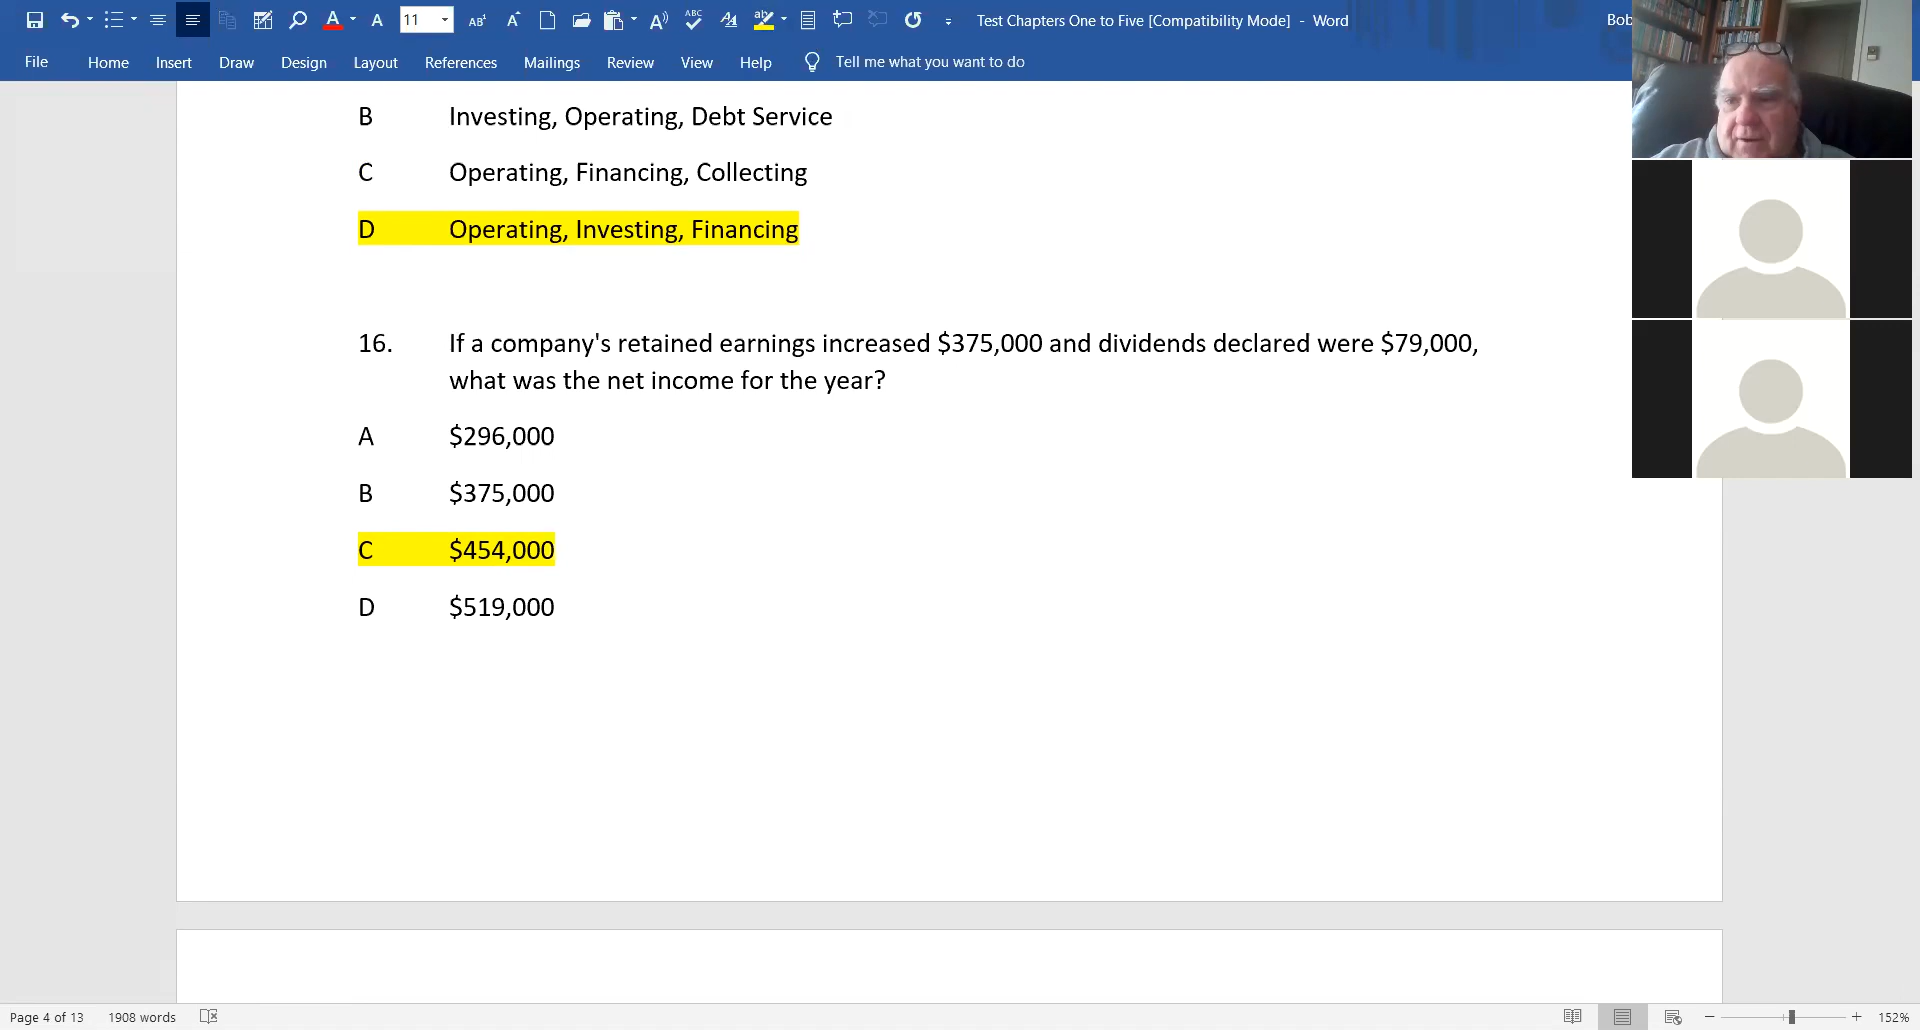 11
Test Chapters One to Five [Compatibility Mode] - Word
Bob
File Home Insert Draw Design Layout References Mailings Review View Help Tell me what you want to do
B Investing, Operating, Debt Service
C Operating, Financing, Collecting
D Operating, Investing, Financing
16. If a company's retained earnings increased $375,000 and dividends declared were $79,000,
what was the net income for the year?
A $296,000
B $375,000
C $454,000
D $519,000
Page 4 of 13 1908 words
152%